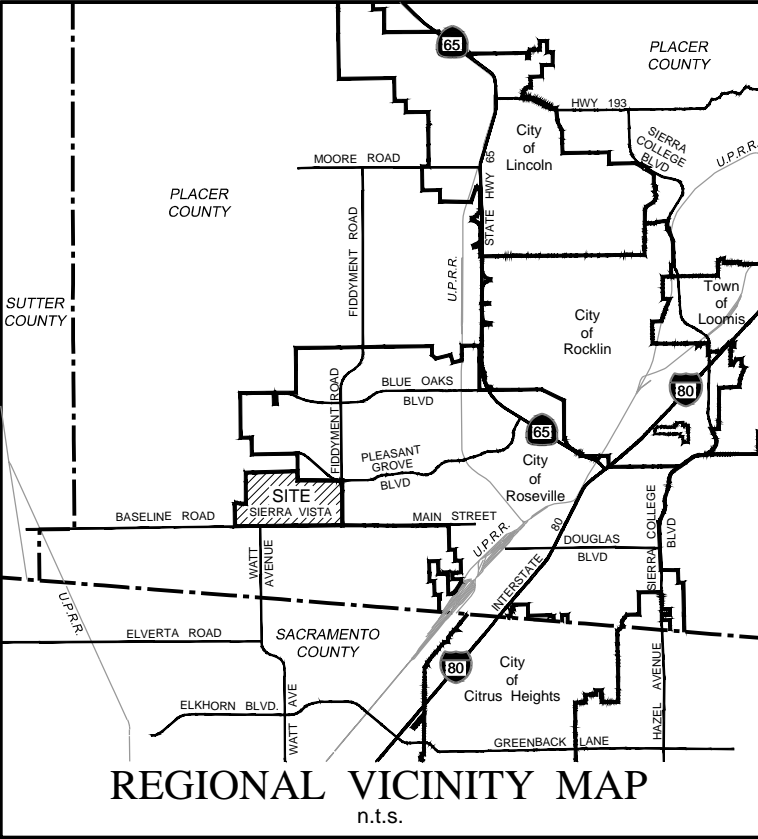 65
PLACER
COUNTY
HWY 193
City
of
Lincoln
SIERRA
COLLEGE
BLVD
U.P.R.R.
MOORE ROAD
STATE HWY 65
PLACER
COUNTY
FIDDYMENT ROAD
U.P.R.R.
SUTTER
COUNTY
Town
of
Loomis
City
of
Rocklin
80
BLUE OAKS
BLVD
FIDDYMENT ROAD
65
PLEASANT
GROVE
BLVD
City
of
Roseville
SITE
SIERRA VISTA
BASELINE ROAD
MAIN STREET
U.P.R.R.
INTERSTATE 80
DOUGLAS
BLVD
SIERRA COLLEGE
BLVD
WATT
AVENUE
U.P.R.R.
ELVERTA ROAD
SACRAMENTO
COUNTY
80
City
of
Citrus Heights
HAZEL AVENUE
ELKHORN BLVD.
WATT AVE
GREENBACK LANE
REGIONAL VICINITY MAP
n.t.s.